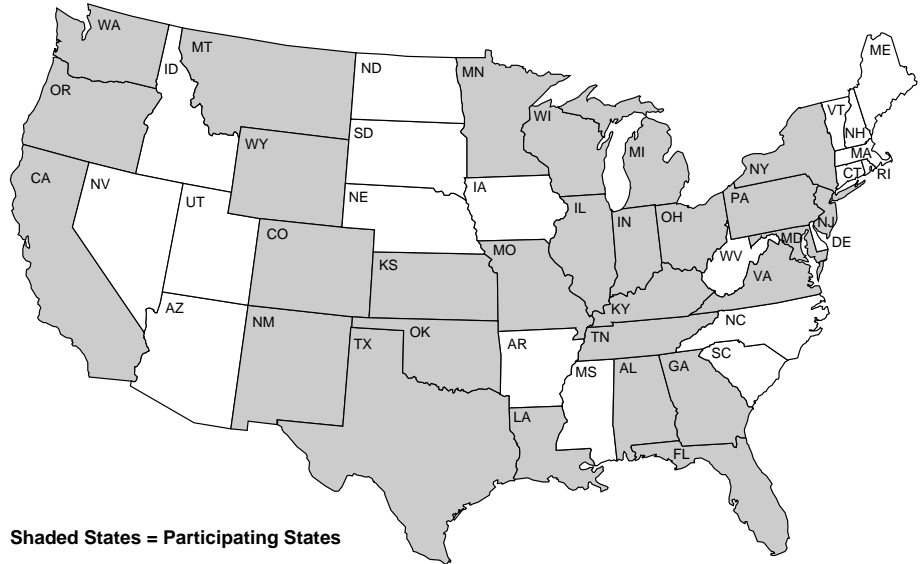 WA
MT
ND
MN
ME
ID
OR
VT
SD
WI
NH
WY
MI
MA
NY
CT
RI
CA
NV
IA
NE
PA
UT
IL
IN
OH
NJ
CO
MO
MD
DE
WV
KS
VA
AZ
KY
NM
NC
OK
TN
TX
AR
SC
MS
AL
GA
LA
FL
Shaded States = Participating States